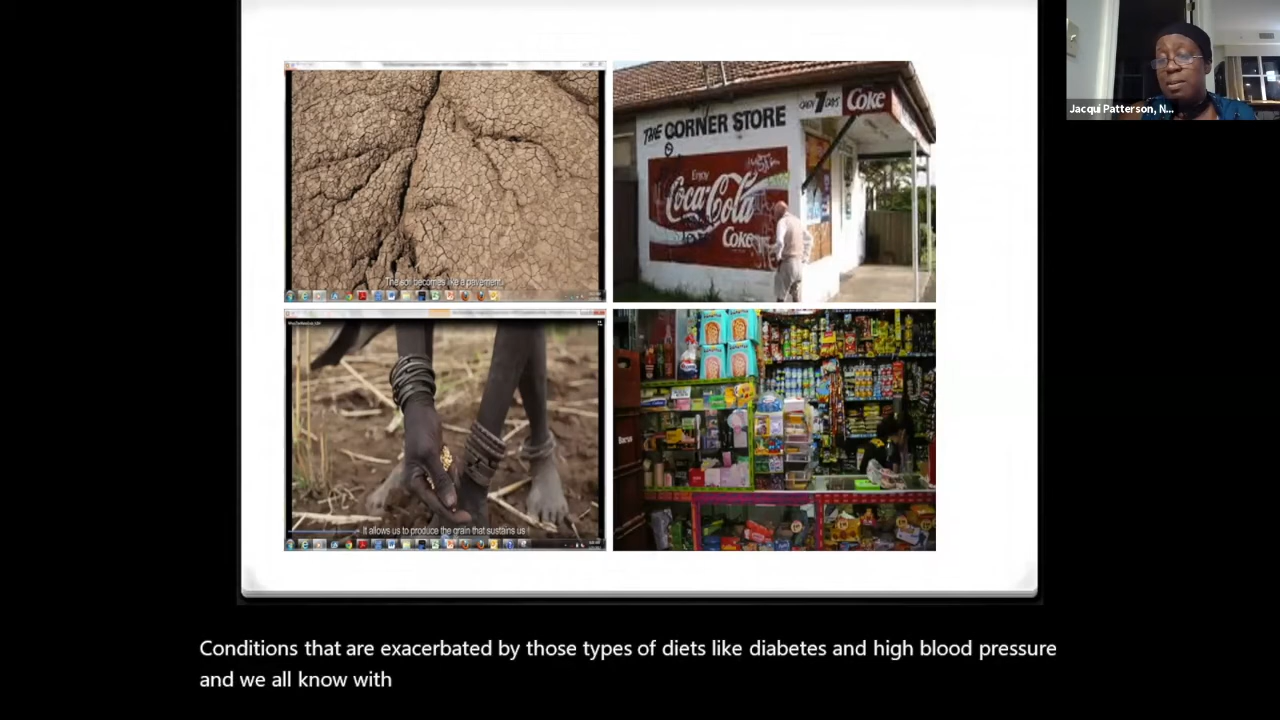 The soil becomes like a pavement.
THE CORNER STORE
OPEN 7 DAYS
Coke
Enjoy
Coca-Cola
Coke
It allows us to produce the grain that sustains us
Jacqui Patterson, N...
Conditions that are exacerbated by those types of diets like diabetes and high blood pressure
and we all know with